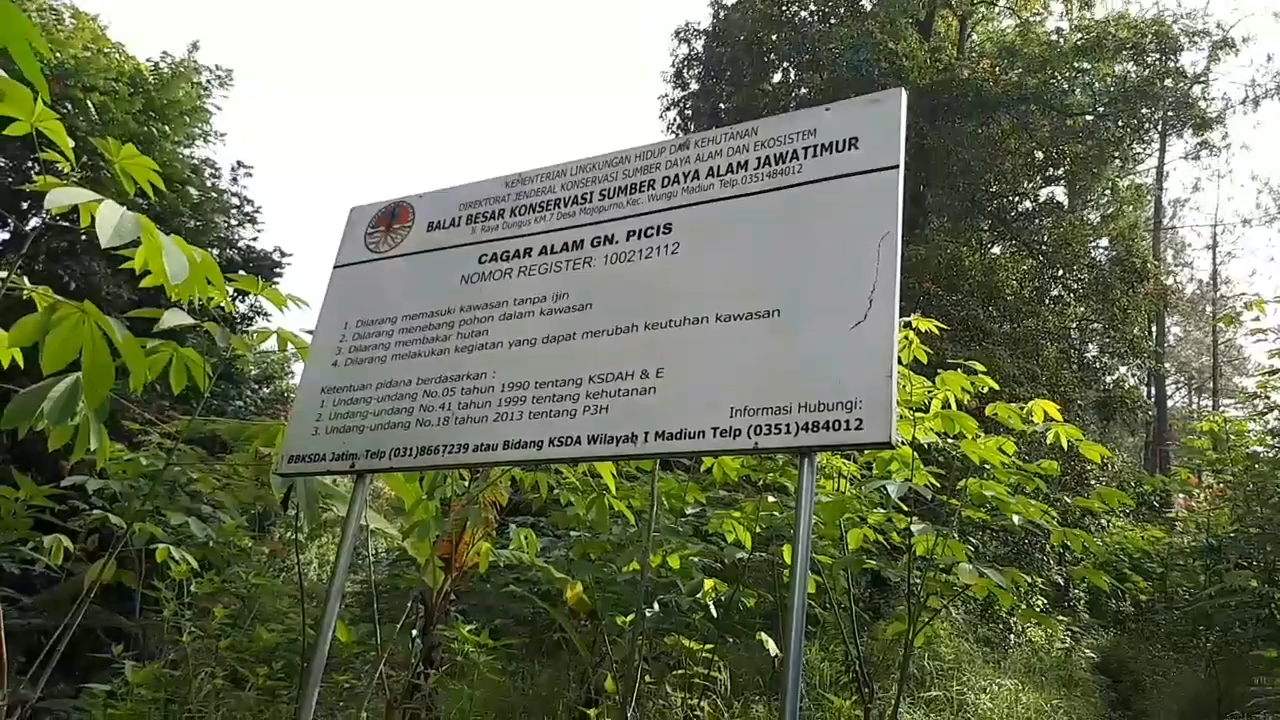 KEMENTERIAN LINGKUNGAN HIDUP DAN KEHUTANAN
DIREKTORAT JENDERAL KONSERVASI SUMBER DAYA ALAM DAN EKOSISTEM
BALAI BESAR KONSERVASI SUMBER DAYA ALAM JAWATIMUR
Jl. Raya Dungus KM.7 Desa Mojopurno,Kec. Wungu Madiun Telp.0351484012
CAGAR ALAM GN. PICIS
NOMOR REGISTER: 100212112
1. Dilarang memasuki kawasan tanpa ijin
2. Dilarang menebang pohon dalam kawasan
3. Dilarang membakar hutan
4. Dilarang melakukan kegiatan yang dapat merubah keutuhan kawasan
Ketentuan pidana berdasarkan :
1. Undang-undang No.05 tahun 1990 tentang KSDAH & E
2. Undang-undang No.41 tahun 1999 tentang kehutanan
3. Undang-undang No.18 tahun 2013 tentang P3H
Informasi Hubungi:
BBKSDA Jatim, Telp (031)8667239 atau Bidang KSDA Wilayah I Madiun Telp (0351)484012